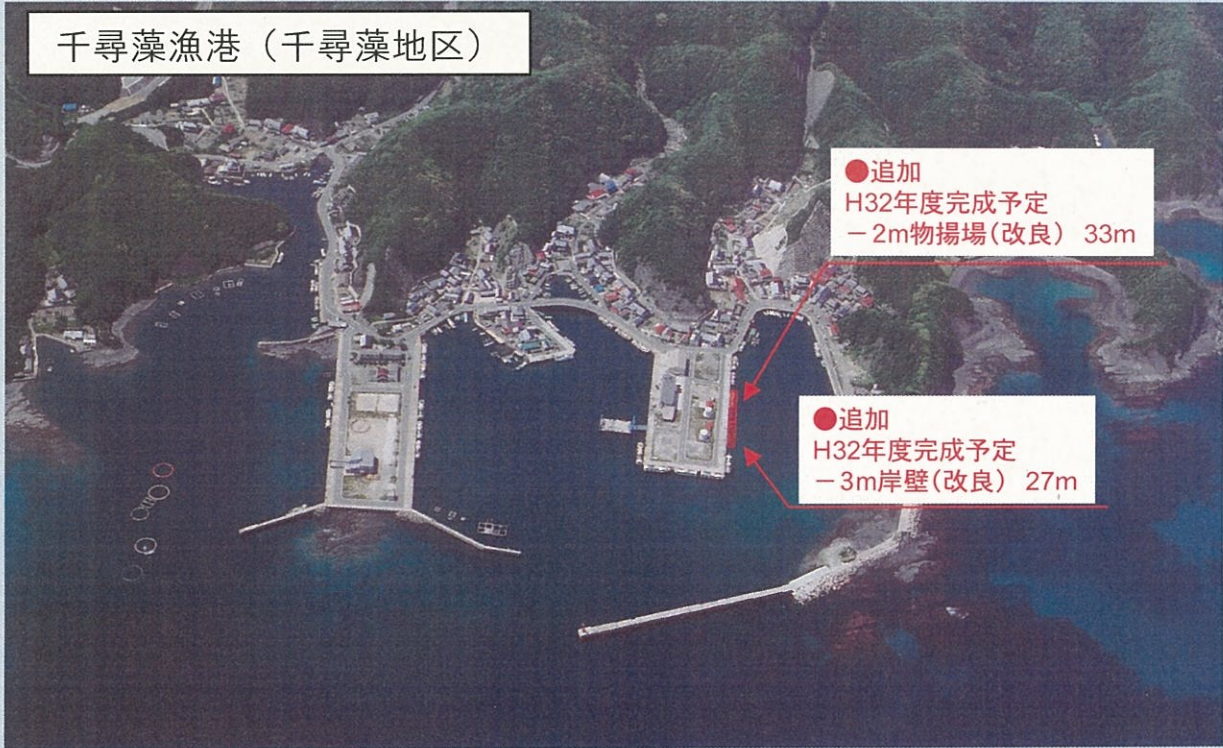 千尋藻漁港（千尋藻地区）
●追加
H32年度完成予定
－2m物揚場（改良） 33m
●追加
H32年度完成予定
－3m岸壁（改良） 27m